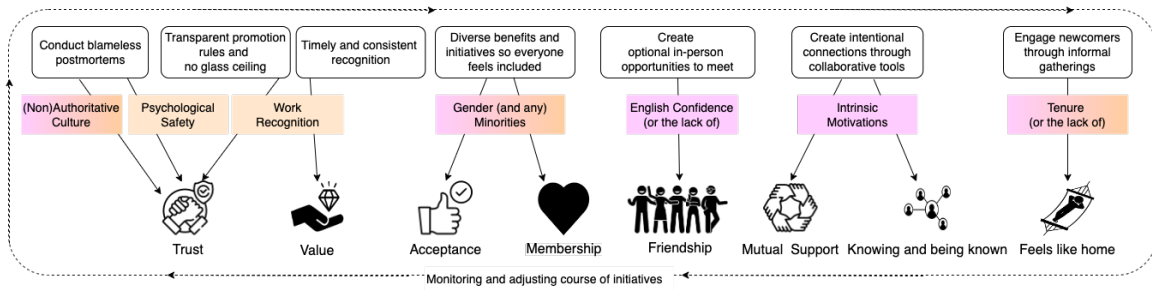 Conduct blameless
postmortems
Transparent promotion
rules and
no glass ceiling
Timely and consistent
recognition
Diverse benefits and
initiatives so everyone
feels included
Create
optional in-person
opportunities to meet
Create intentional
connections through
collaborative tools
Engage newcomers
through informal
gatherings
(Non)Authoritative
Culture
Psychological
Safety
Work
Recognition
Gender (and any)
Minorities
English Confidence
(or the lack of)
Intrinsic
Motivations
Tenure
(or the lack of)
Trust
Value
Acceptance
Membership
Friendship
Mutual Support
Knowing and being known
Feels like home
Monitoring and adjusting course of initiatives